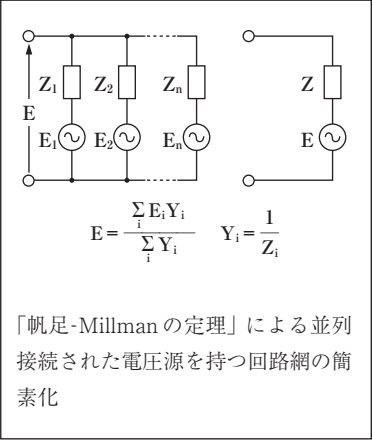 Z1 Z2 Zn Z
E
E1 E2 En E
E = Σi EiYi / Σi Yi  Yi = 1 / Zi
「帆足-Millmanの定理」による並列
接続された電圧源を持つ回路網の簡
素化